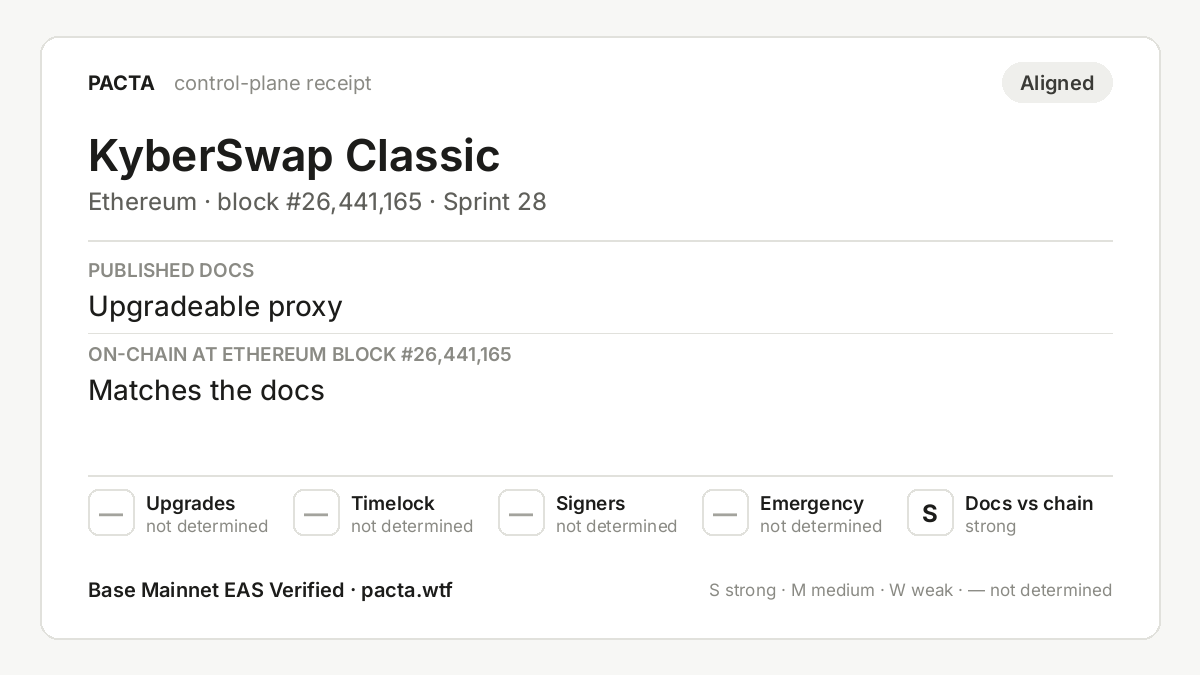 PACTA control-plane receipt Aligned
KyberSwap Classic
Ethereum · block #26,441,165 · Sprint 28
PUBLISHED DOCS
Upgradeable proxy
ON-CHAIN AT ETHEREUM BLOCK #26,441,165
Matches the docs
— Upgrades not determined
— Timelock not determined
— Signers not determined
— Emergency not determined
S Docs vs chain strong
Base Mainnet EAS Verified · pacta.wtf
S strong · M medium · W weak · — not determined